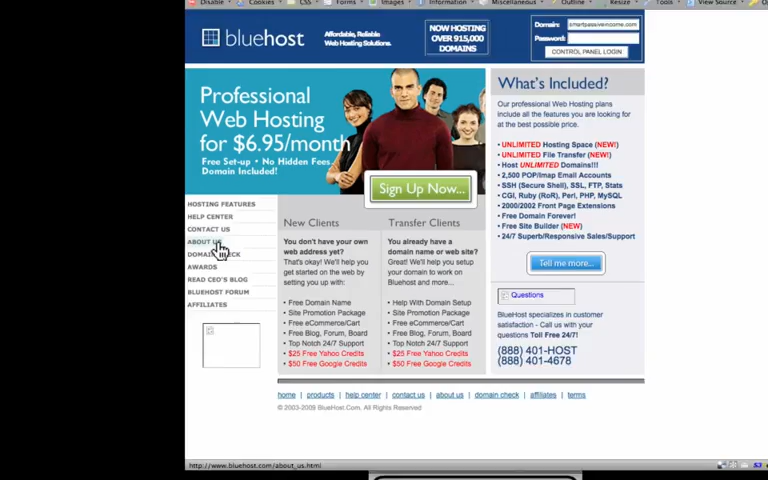 Disable Cookies CSS Forms Images Information Miscellaneous Outline Resize Tools View Source
bluehost
Affordable, Reliable
Web Hosting Solutions.
NOW HOSTING
OVER 915,000
DOMAINS
Domain: smartpassiveincome.com
Password:
CONTROL PANEL LOGIN
Professional
Web Hosting
for $6.95/month
Free Set-up • No Hidden Fees
Domain Included!
Sign Up Now...
HOSTING FEATURES
HELP CENTER
CONTACT US
ABOUT US
DOMAIN CHECK
AWARDS
READ CEO'S BLOG
BLUEHOST FORUM
AFFILIATES
New Clients
You don't have your own
web address yet?
That's okay! We'll help you
get started on the web by
setting you up with:
• Free Domain Name
• Site Promotion Package
• Free eCommerce/Cart
• Free Blog, Forum, Board
• Top Notch 24/7 Support
• $25 Free Yahoo Credits
• $50 Free Google Credits
Transfer Clients
You already have a
domain name or web site?
Great! We'll help you setup
your domain to work on
Bluehost and more...
• Help With Domain Setup
• Site Promotion Package
• Free eCommerce/Cart
• Free Blog, Forum, Board
• Top Notch 24/7 Support
• $25 Free Yahoo Credits
• $50 Free Google Credits
What's Included?
Our professional Web Hosting plans
include all the features you are looking for
at the best possible price.
• UNLIMITED Hosting Space (NEW!)
• UNLIMITED File Transfer (NEW!)
• Host UNLIMITED Domains!!!
• 2,500 POP/Imap Email Accounts
• SSH (Secure Shell), SSL, FTP, Stats
• CGI, Ruby (RoR), Perl, PHP, MySQL
• 2000/2002 Front Page Extensions
• Free Domain Forever!
• Free Site Builder (NEW)
• 24/7 Superb/Responsive Sales/Support
Tell me more...
Questions
BlueHost specializes in customer
satisfaction - Call us with your
questions Toll Free 24/7!
(888) 401-HOST
(888) 401-4678
home | products | help center | contact us | about us | domain check | affiliates | terms
© 2003-2009 BlueHost.Com. All Rights Reserved
http://www.bluehost.com/about_us.html